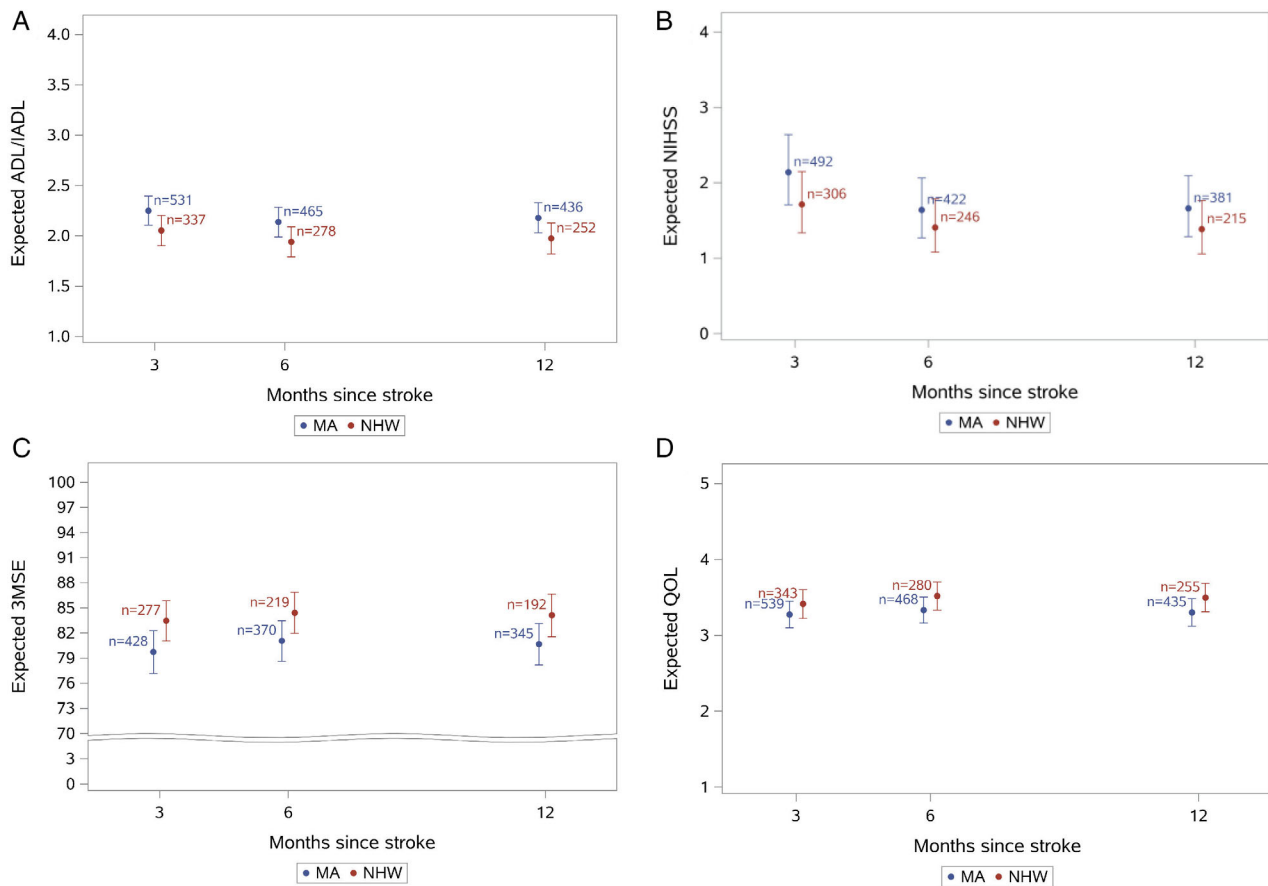 A
Expected ADL/IADL
4.0
3.5
3.0
2.5
2.0
1.5
1.0
n=531
n=337
n=465
n=278
n=436
n=252
3 6 12
Months since stroke
MA NHW
B
Expected NIHSS
4
3
2
1
0
n=492
n=306
n=422
n=246
n=381
n=215
3 6 12
Months since stroke
MA NHW
C
Expected 3MSE
100
97
94
91
88
85
82
79
76
73
70
3
0
n=277
n=428
n=219
n=370
n=192
n=345
3 6 12
Months since stroke
MA NHW
D
Expected QOL
5
4
3
2
1
n=343
n=539
n=280
n=468
n=255
n=435
3 6 12
Months since stroke
MA NHW